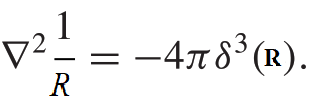 ∇² 1/R = −4πδ³(R).